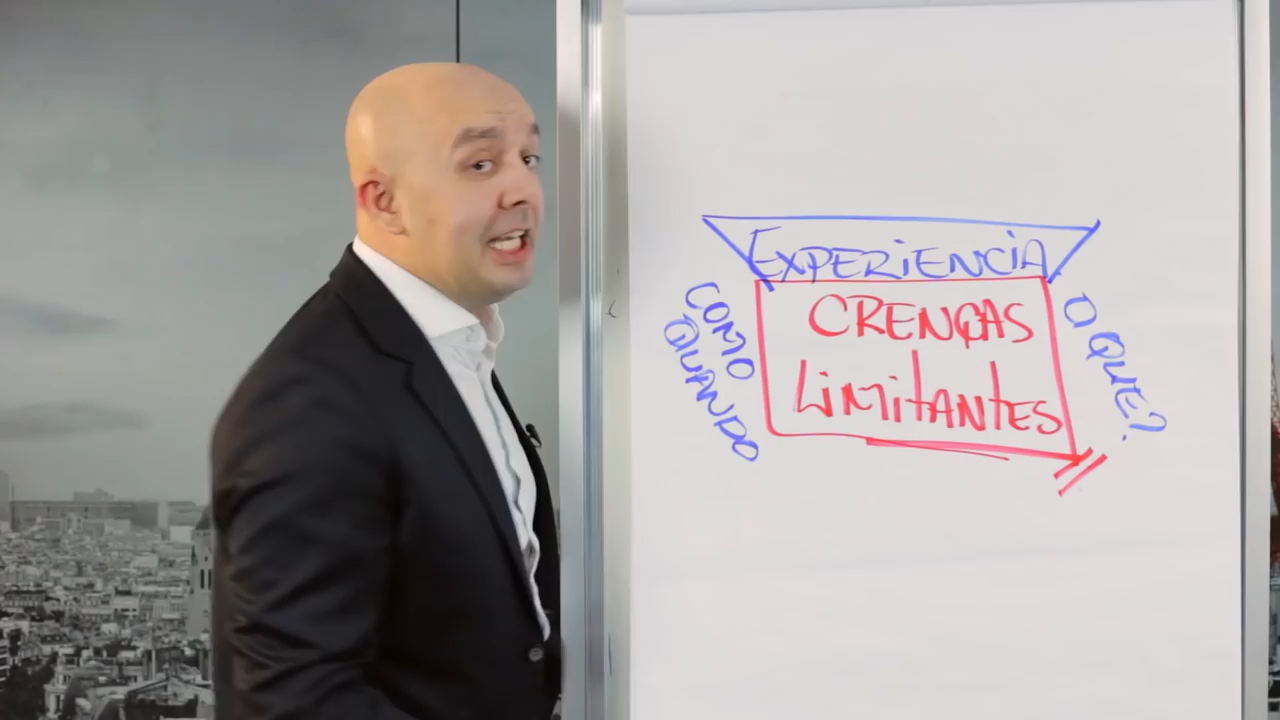 EXPERIENCIA
CRENÇAS
LIMITANTES
COMO
QUANDO
O QUE?